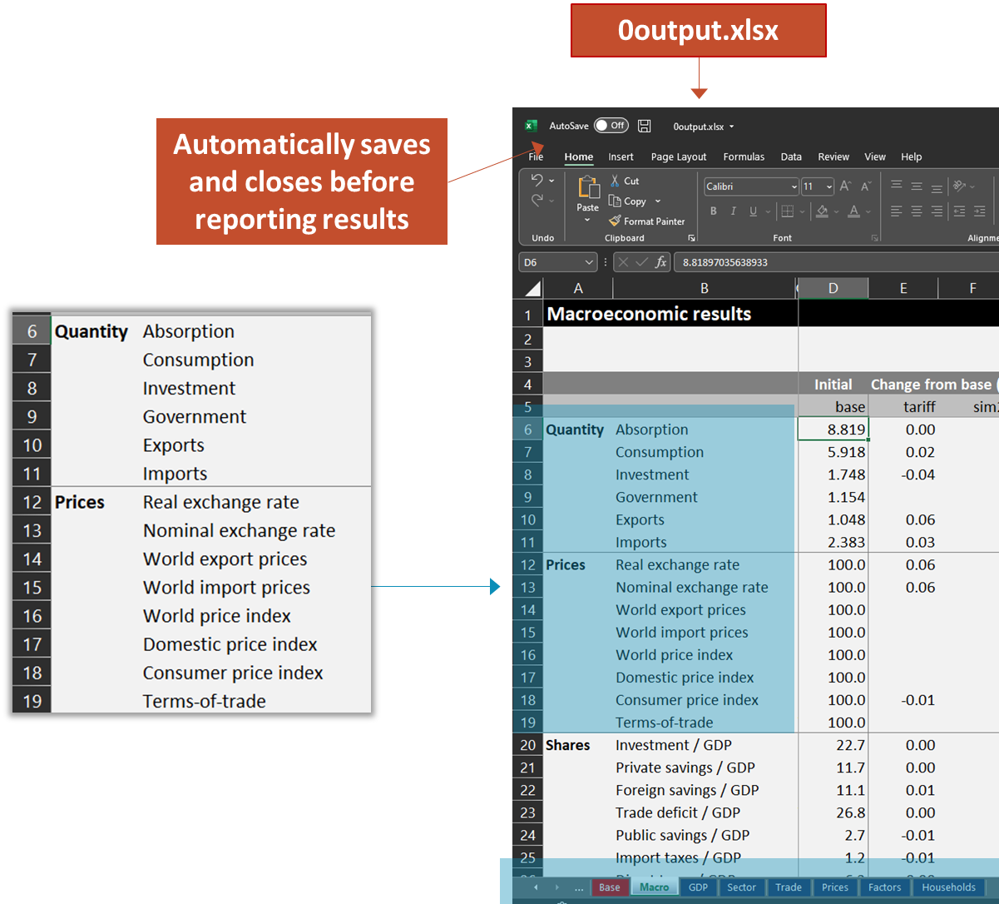 0output.xlsx
Automatically saves
and closes before
reporting results
AutoSave Off 0output.xlsx
File Home Insert Page Layout Formulas Data Review View Help
Paste Cut
Copy
Format Painter
Calibri 11 A A
B I U A
Undo Clipboard Font Alignme
D6 fx 8.81897035638933
A B D E F
1 Macroeconomic results
2
3
4 Initial Change from base (
5 base tariff sim
6 Quantity Absorption 8.819 0.00
7 Consumption 5.918 0.02
8 Investment 1.748 -0.04
9 Government 1.154
10 Exports 1.048 0.06
11 Imports 2.383 0.03
12 Prices Real exchange rate 100.0 0.06
13 Nominal exchange rate 100.0 0.06
14 World export prices 100.0
15 World import prices 100.0
16 World price index 100.0
17 Domestic price index 100.0
18 Consumer price index 100.0 -0.01
19 Terms-of-trade 100.0
20 Shares Investment / GDP 22.7 0.00
21 Private savings / GDP 11.7 0.00
22 Foreign savings / GDP 11.1 0.01
23 Trade deficit / GDP 26.8 0.00
24 Public savings / GDP 2.7 -0.01
25 Import taxes / GDP 1.2 -0.01
... Base Macro GDP Sector Trade Prices Factors Households
6 Quantity Absorption
7 Consumption
8 Investment
9 Government
10 Exports
11 Imports
12 Prices Real exchange rate
13 Nominal exchange rate
14 World export prices
15 World import prices
16 World price index
17 Domestic price index
18 Consumer price index
19 Terms-of-trade